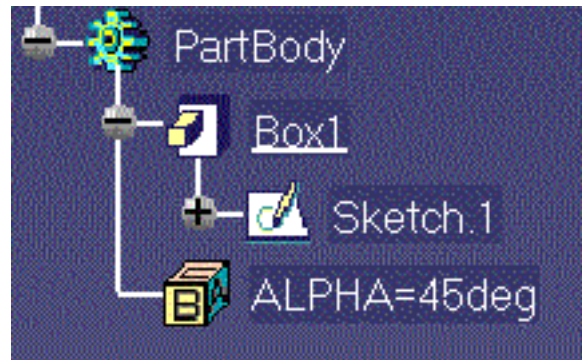 PartBody
Box1
Sketch.1
B
ALPHA=45deg